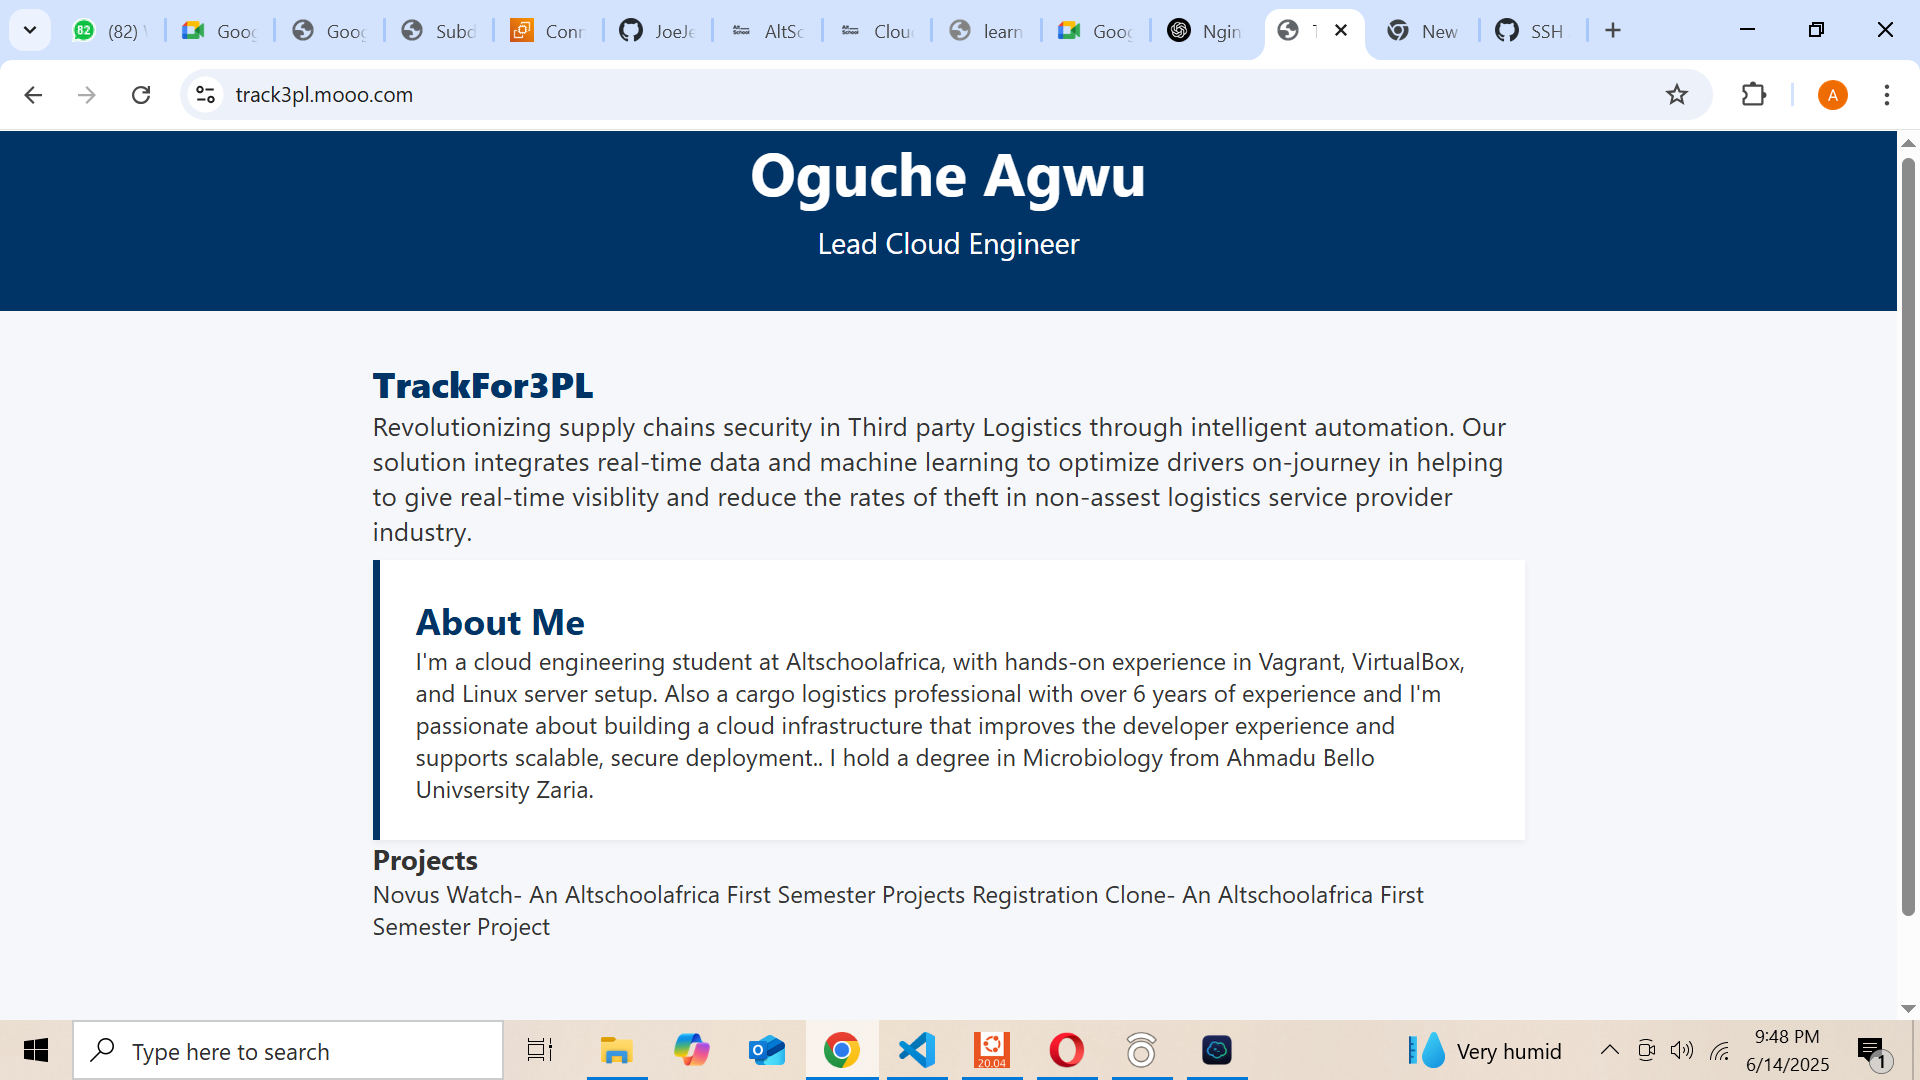 (82)
Goog
Goog
Subd
Conn
JoeJe
AltSc
Clou
learn
Goog
Ngin
New
SSH
track3pl.mooo.com
A
Oguche Agwu
Lead Cloud Engineer
TrackFor3PL
Revolutionizing supply chains security in Third party Logistics through intelligent automation. Our
solution integrates real-time data and machine learning to optimize drivers on-journey in helping
to give real-time visiblity and reduce the rates of theft in non-assest logistics service provider
industry.
About Me
I'm a cloud engineering student at Altschoolafrica, with hands-on experience in Vagrant, VirtualBox,
and Linux server setup. Also a cargo logistics professional with over 6 years of experience and I'm
passionate about building a cloud infrastructure that improves the developer experience and
supports scalable, secure deployment.. I hold a degree in Microbiology from Ahmadu Bello
Univsersity Zaria.
Projects
Novus Watch- An Altschoolafrica First Semester Projects Registration Clone- An Altschoolafrica First
Semester Project
Type here to search
20.04
Very humid
9:48 PM
6/14/2025
1